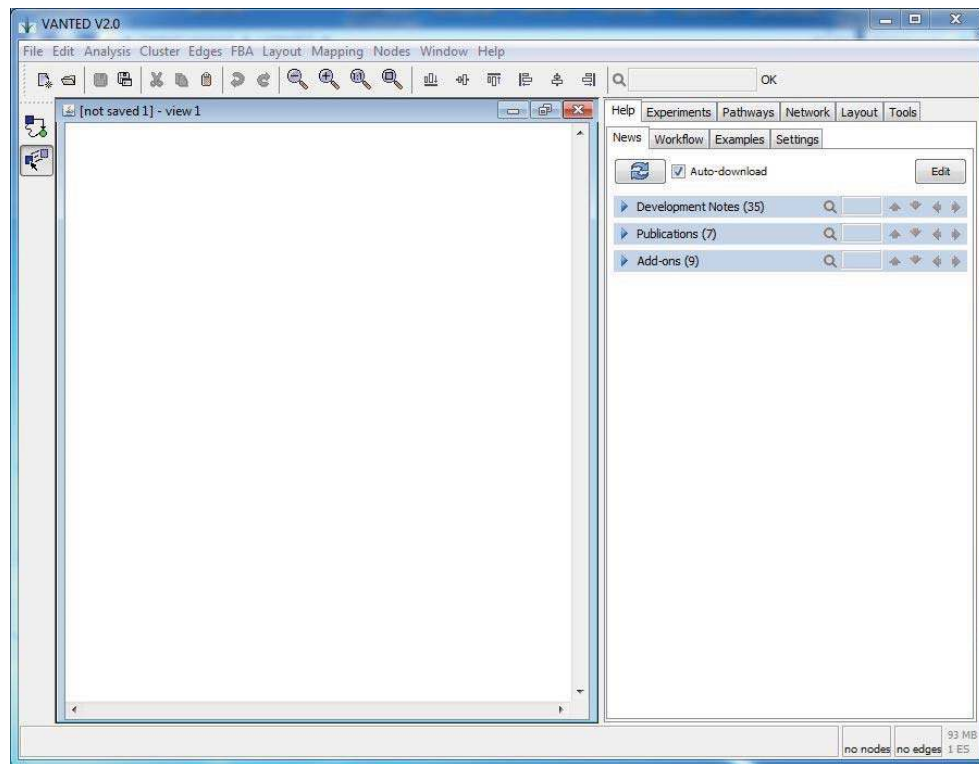 VANTED V2.0
File Edit Analysis Cluster Edges FBA Layout Mapping Nodes Window Help
OK
[not saved 1] - view 1
Help Experiments Pathways Network Layout Tools
News Workflow Examples Settings
Auto-download Edit
Development Notes (35)
Publications (7)
Add-ons (9)
no nodes no edges 93 MB
1 ES